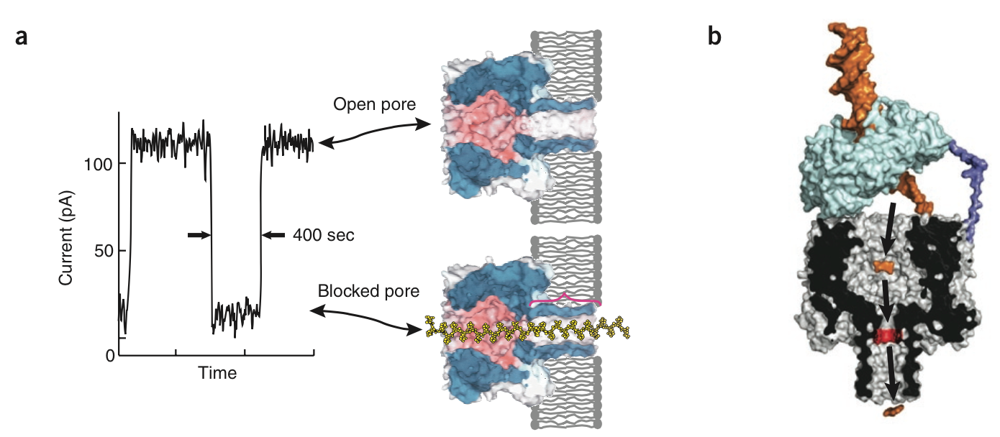 a
b
Open pore
100
400 sec
50
Current (pA)
Blocked pore
0
Time